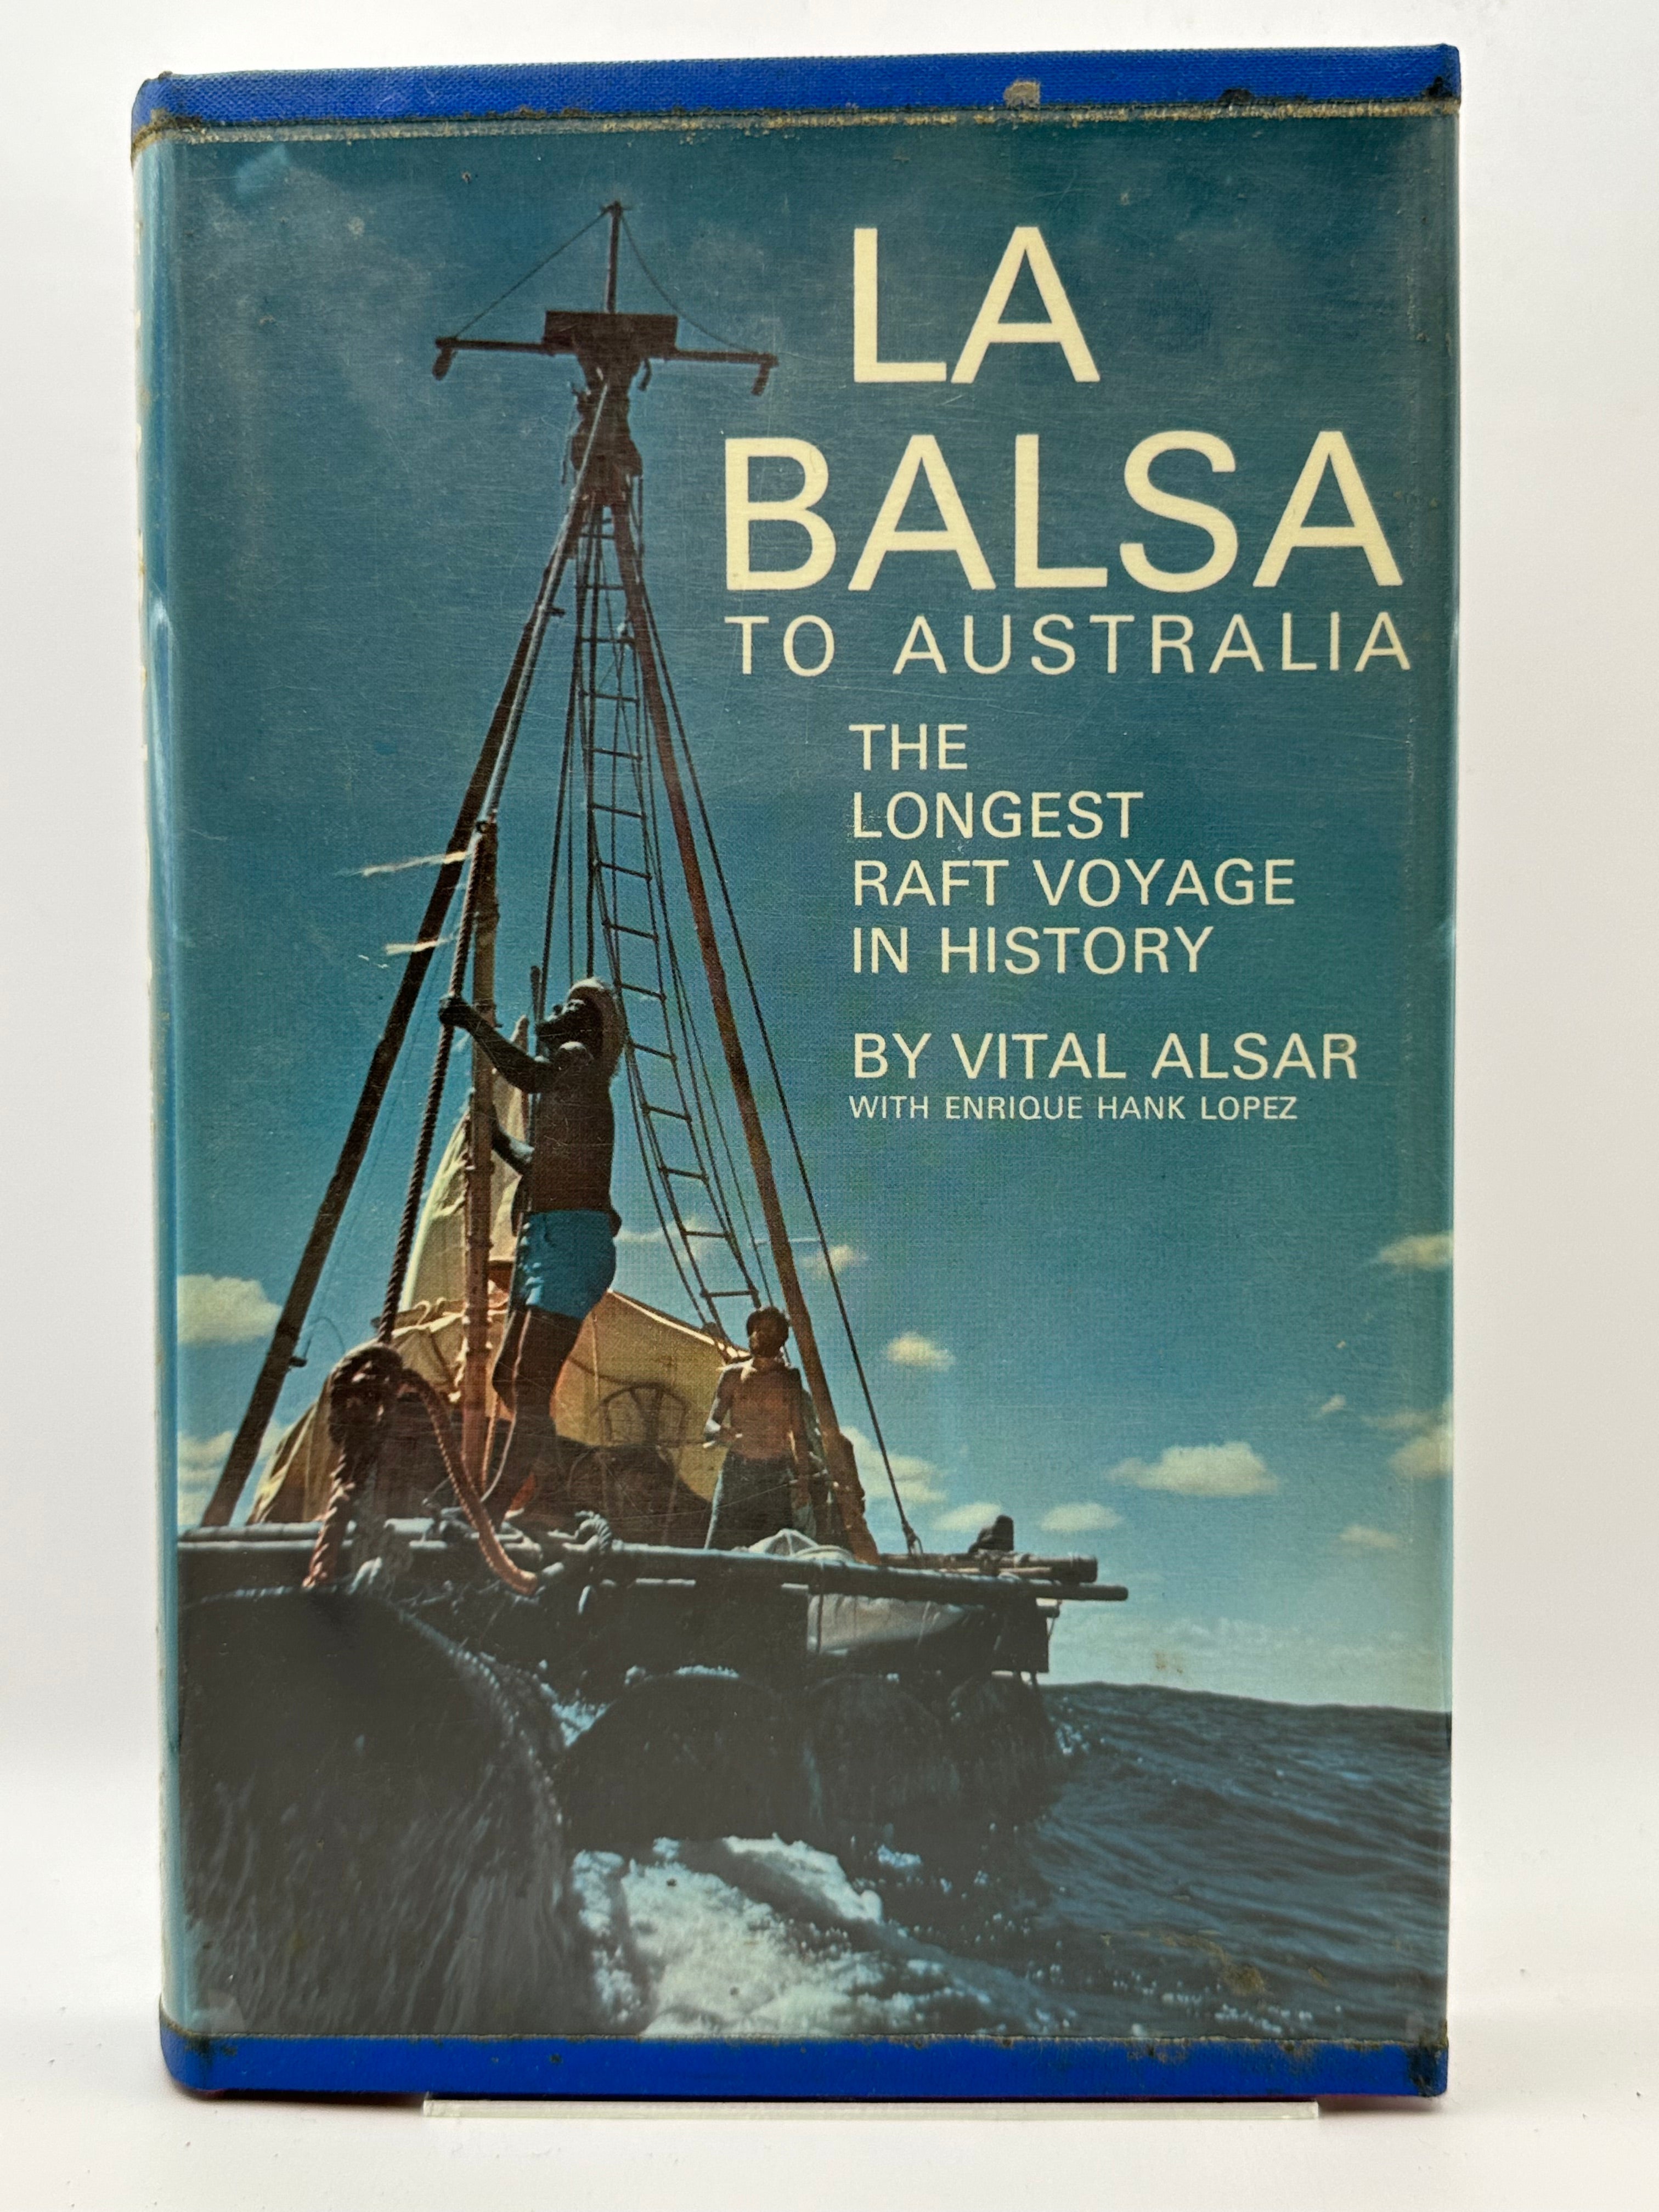 LA
BALSA
TO AUSTRALIA
THE
LONGEST
RAFT VOYAGE
IN HISTORY
BY VITAL ALSAR
WITH ENRIQUE HANK LOPEZ